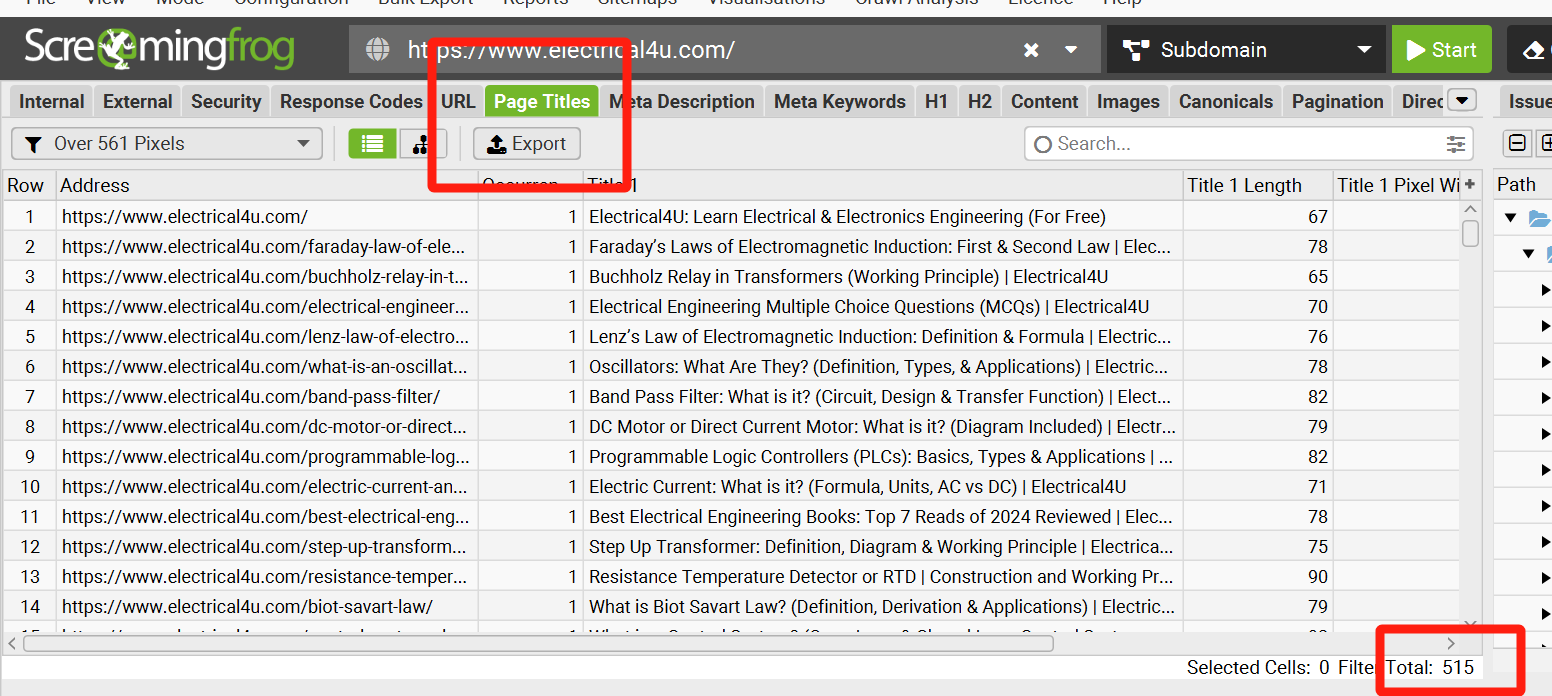 File View Mode Configuration Bulk Export Reports Sitemaps Visualisations Crawl Analysis Licence Help
Screamingfrog https://www.electrical4u.com/ Subdomain Start
Internal External Security Response Codes URL Page Titles Meta Description Meta Keywords H1 H2 Content Images Canonicals Pagination Direc Issue
Over 561 Pixels Export Search...
Row Address Occurren Title 1 Title 1 Length Title 1 Pixel Wi + Path
1 https://www.electrical4u.com/ 1 Electrical4U: Learn Electrical & Electronics Engineering (For Free) 67
2 https://www.electrical4u.com/faraday-law-of-ele... 1 Faraday’s Laws of Electromagnetic Induction: First & Second Law | Elec... 78
3 https://www.electrical4u.com/buchholz-relay-in-t... 1 Buchholz Relay in Transformers (Working Principle) | Electrical4U 65
4 https://www.electrical4u.com/electrical-engineer... 1 Electrical Engineering Multiple Choice Questions (MCQs) | Electrical4U 70
5 https://www.electrical4u.com/lenz-law-of-electro... 1 Lenz’s Law of Electromagnetic Induction: Definition & Formula | Electric... 76
6 https://www.electrical4u.com/what-is-an-oscillat... 1 Oscillators: What Are They? (Definition, Types, & Applications) | Electric... 78
7 https://www.electrical4u.com/band-pass-filter/ 1 Band Pass Filter: What is it? (Circuit, Design & Transfer Function) | Elect... 82
8 https://www.electrical4u.com/dc-motor-or-direct... 1 DC Motor or Direct Current Motor: What is it? (Diagram Included) | Electr... 79
9 https://www.electrical4u.com/programmable-log... 1 Programmable Logic Controllers (PLCs): Basics, Types & Applications | ... 82
10 https://www.electrical4u.com/electric-current-an... 1 Electric Current: What is it? (Formula, Units, AC vs DC) | Electrical4U 71
11 https://www.electrical4u.com/best-electrical-eng... 1 Best Electrical Engineering Books: Top 7 Reads of 2024 Reviewed | Elec... 78
12 https://www.electrical4u.com/step-up-transform... 1 Step Up Transformer: Definition, Diagram & Working Principle | Electrica... 75
13 https://www.electrical4u.com/resistance-temper... 1 Resistance Temperature Detector or RTD | Construction and Working Pr... 90
14 https://www.electrical4u.com/biot-savart-law/ 1 What is Biot Savart Law? (Definition, Derivation & Applications) | Electric... 79
Selected Cells: 0 Filter Total: 515